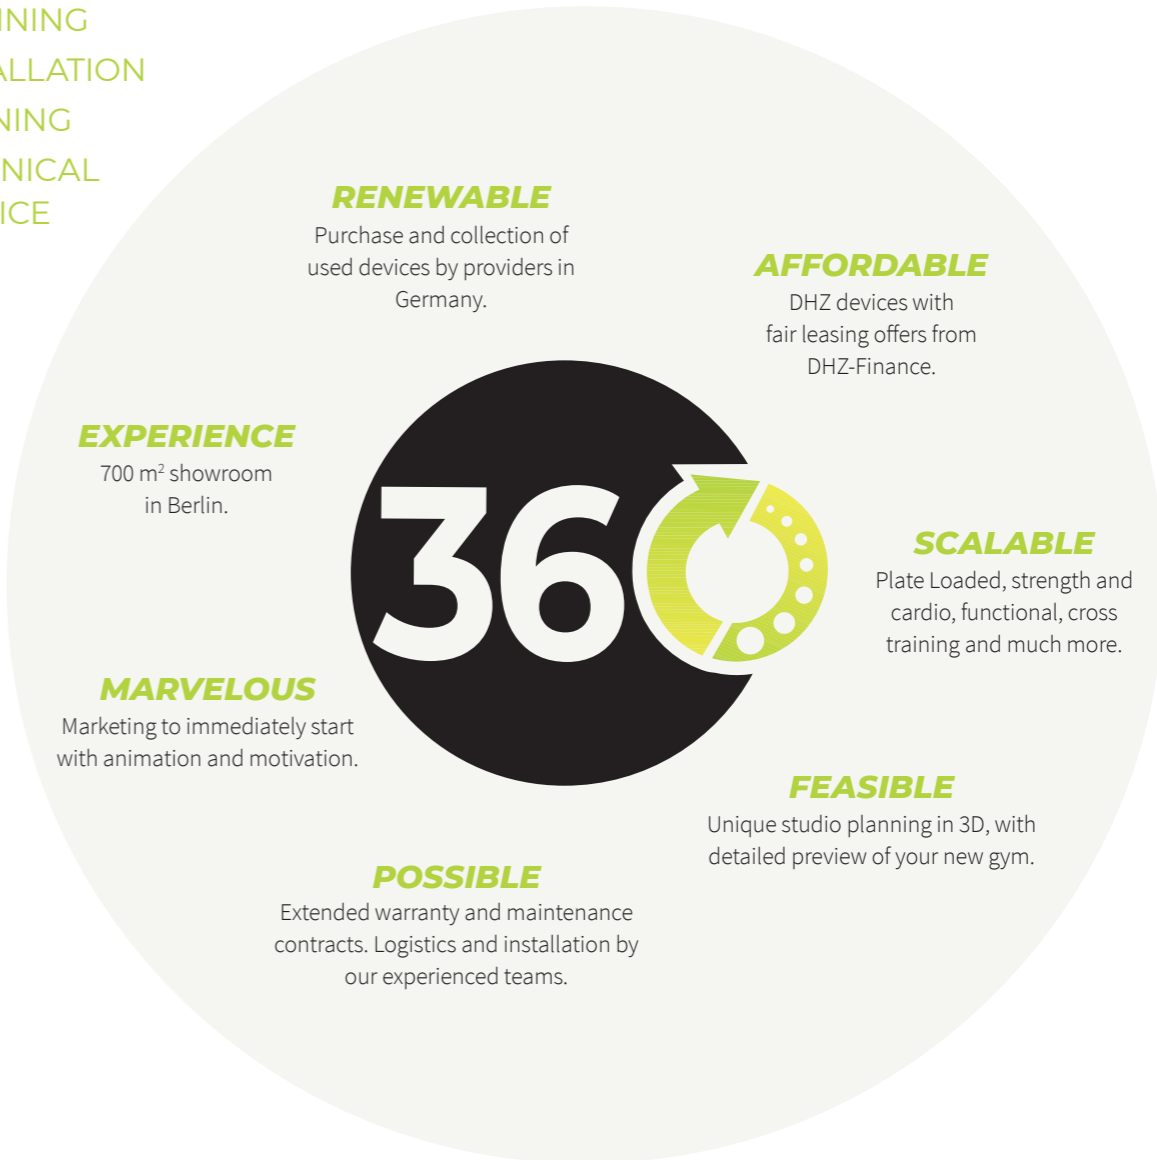 NNING
ALLATION
NING
NICAL
ICE
RENEWABLE
Purchase and collection of
used devices by providers in
Germany.
AFFORDABLE
DHZ devices with
fair leasing offers from
DHZ-Finance.
EXPERIENCE
700 m² showroom
in Berlin.
360
SCALABLE
Plate Loaded, strength and
cardio, functional, cross
training and much more.
MARVELOUS
Marketing to immediately start
with animation and motivation.
FEASIBLE
Unique studio planning in 3D, with
detailed preview of your new gym.
POSSIBLE
Extended warranty and maintenance
contracts. Logistics and installation by
our experienced teams.